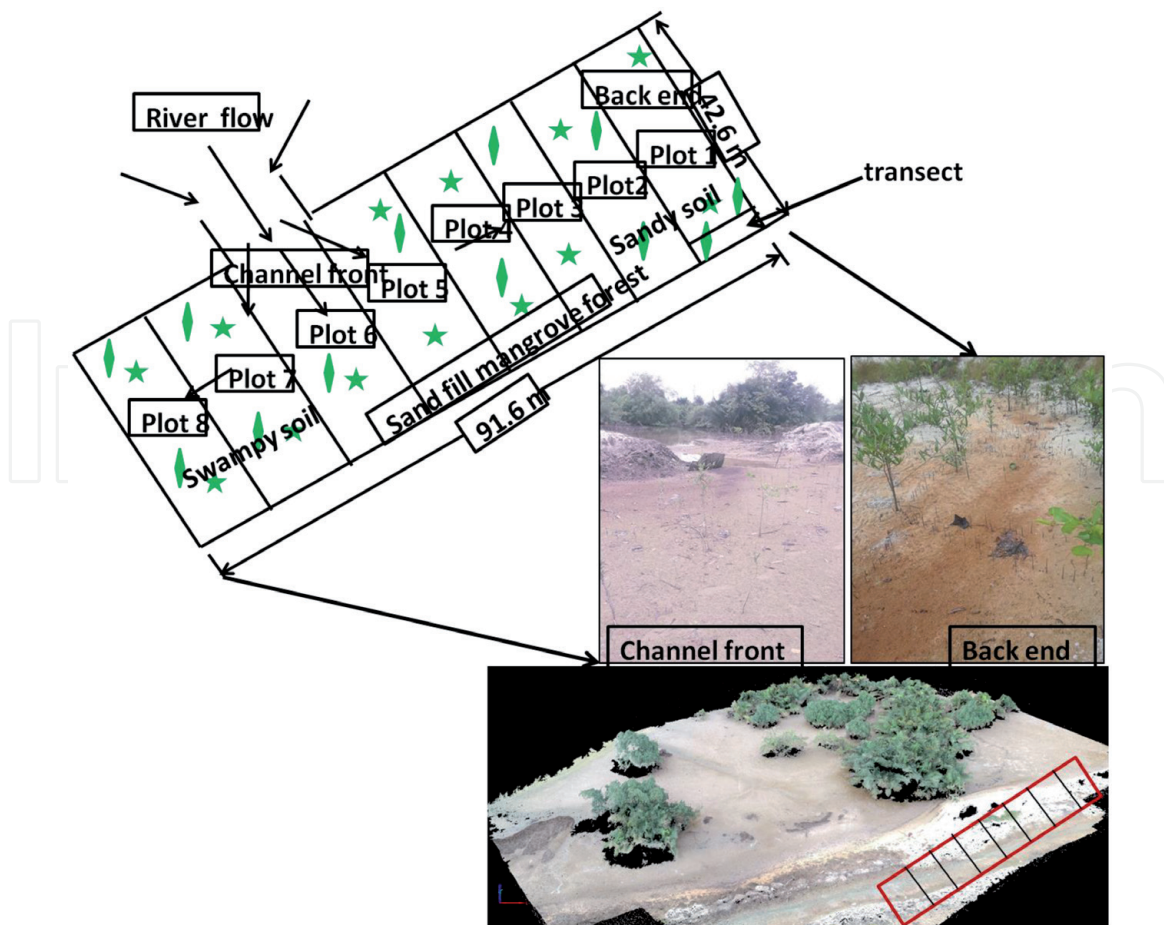 River flow
Back end
42.6 m
Plot 1
transect
Plot2
Plot 3
Sandy soil
Plot 4
Channel front
Plot 5
Plot 6
Sand fill mangrove forest
Plot 7
91.6 m
Plot 8
Swampy soil
Channel front
Back end